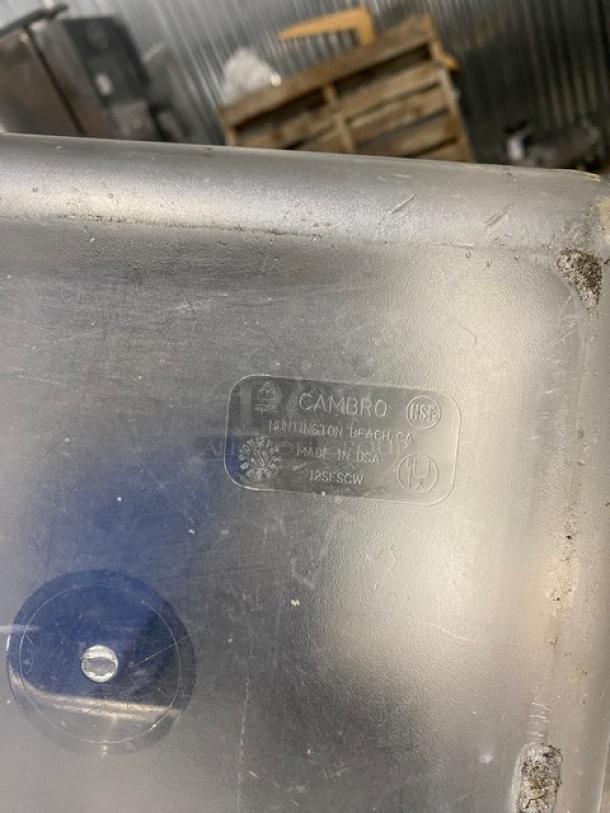 CAMBRO
NSF
HUNTINGTON BEACH, CA
MADE IN USA
12SFSCW